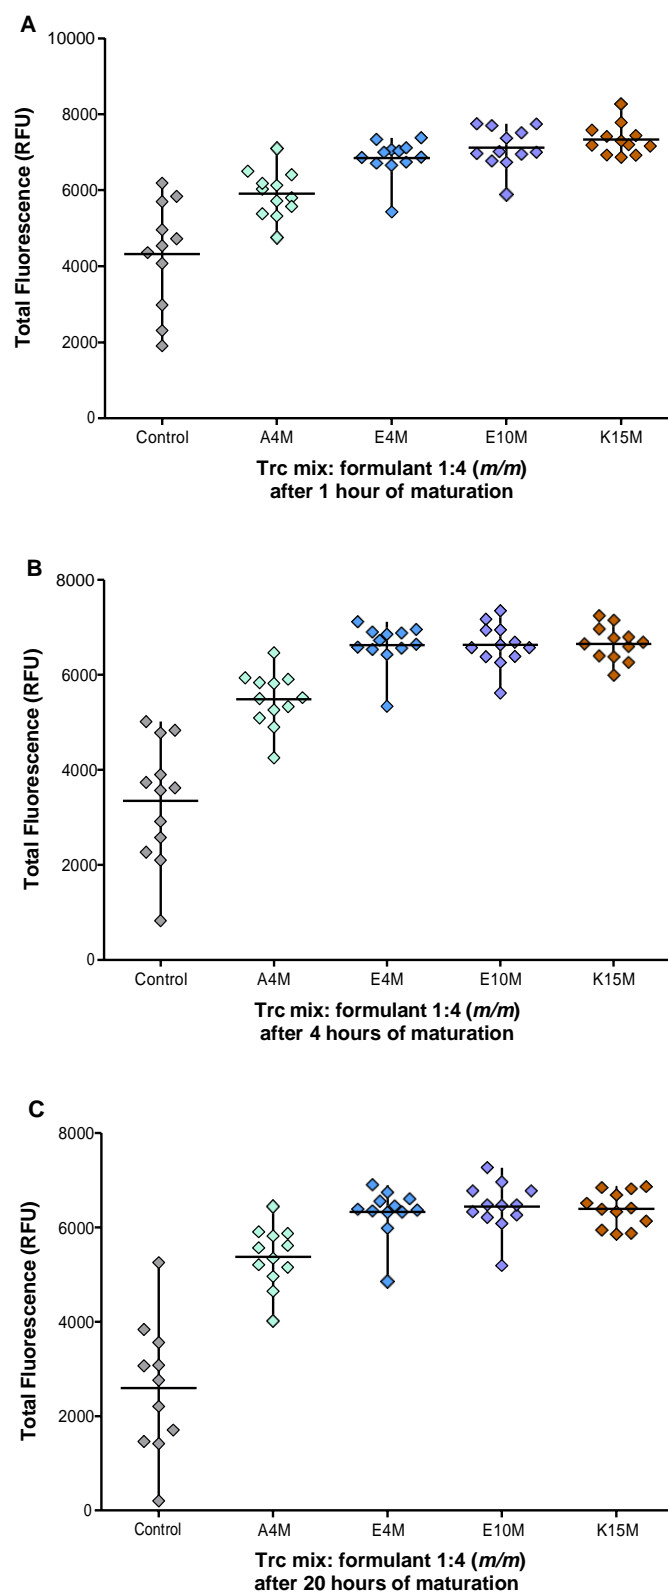 A
Total Fluorescence (RFU)
10000
8000
6000
4000
2000
0
Control A4M E4M E10M K15M
Trc mix: formulant 1:4 (m/m)
after 1 hour of maturation
B
Total Fluorescence (RFU)
8000
6000
4000
2000
0
Control A4M E4M E10M K15M
Trc mix: formulant 1:4 (m/m)
after 4 hours of maturation
C
Total Fluorescence (RFU)
8000
6000
4000
2000
0
Control A4M E4M E10M K15M
Trc mix: formulant 1:4 (m/m)
after 20 hours of maturation